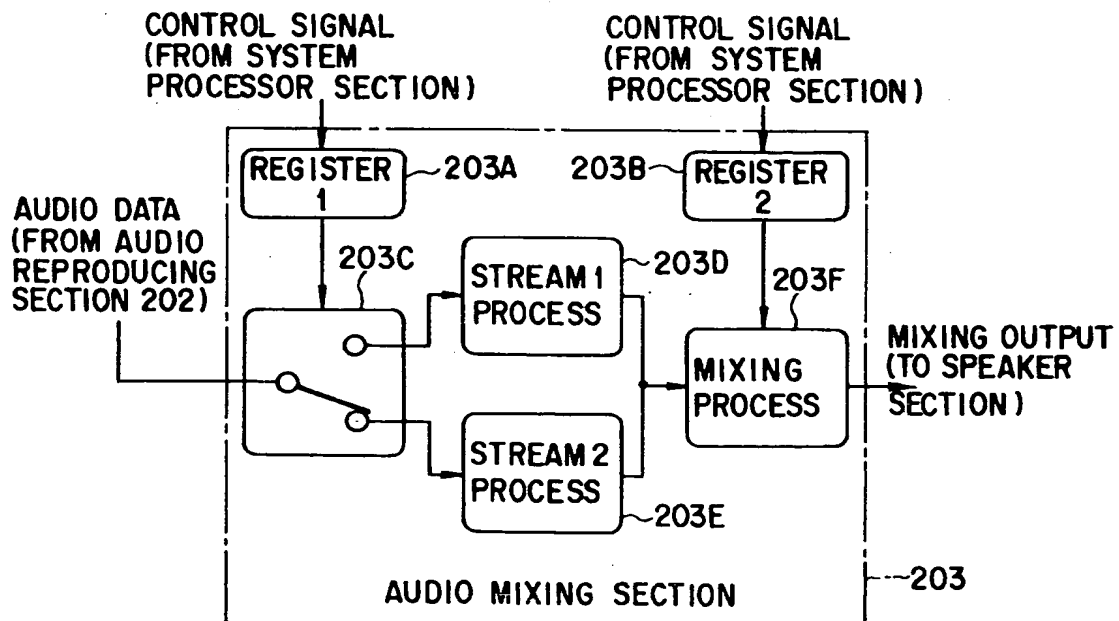 CONTROL SIGNAL
(FROM SYSTEM
PROCESSOR SECTION)
CONTROL SIGNAL
(FROM SYSTEM
PROCESSOR SECTION)
REGISTER
1
203A
203B
REGISTER
2
AUDIO DATA
(FROM AUDIO
REPRODUCING
SECTION 202)
203C
STREAM 1
PROCESS
203D
203F
MIXING
PROCESS
MIXING OUTPUT
(TO SPEAKER
SECTION)
STREAM 2
PROCESS
203E
203
AUDIO MIXING SECTION